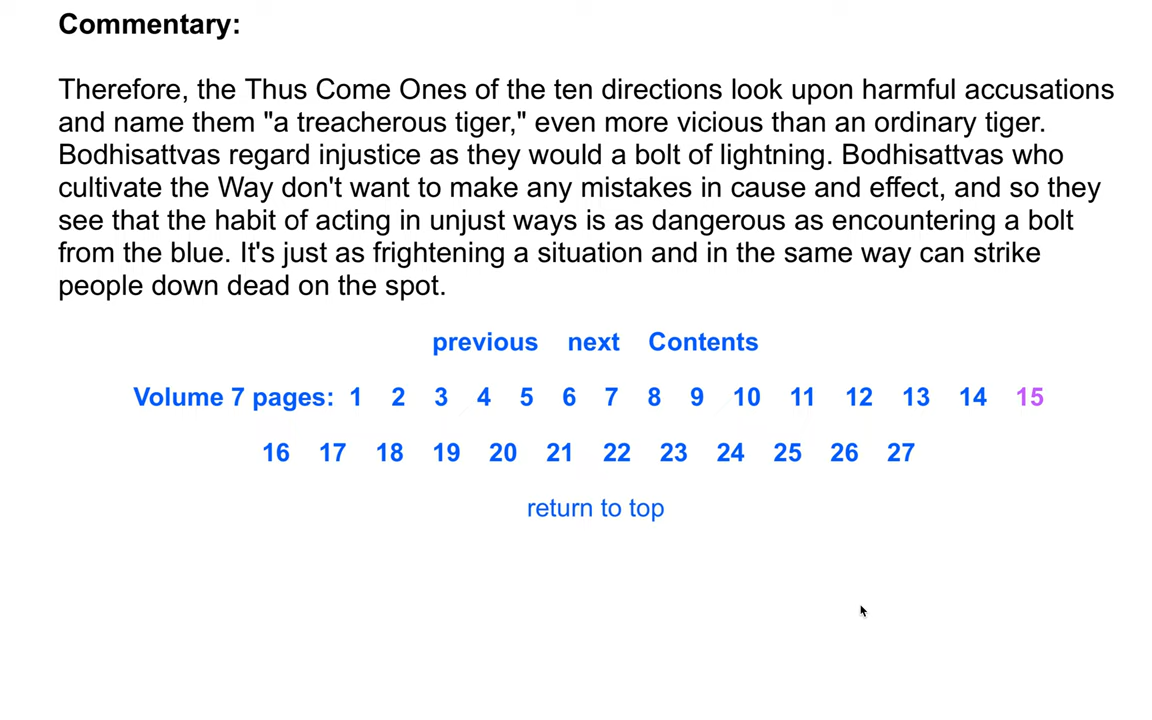 Commentary:
Therefore, the Thus Come Ones of the ten directions look upon harmful accusations
and name them "a treacherous tiger," even more vicious than an ordinary tiger.
Bodhisattvas regard injustice as they would a bolt of lightning. Bodhisattvas who
cultivate the Way don't want to make any mistakes in cause and effect, and so they
see that the habit of acting in unjust ways is as dangerous as encountering a bolt
from the blue. It's just as frightening a situation and in the same way can strike
people down dead on the spot.
previous next Contents
Volume 7 pages: 1 2 3 4 5 6 7 8 9 10 11 12 13 14 15
16 17 18 19 20 21 22 23 24 25 26 27
return to top